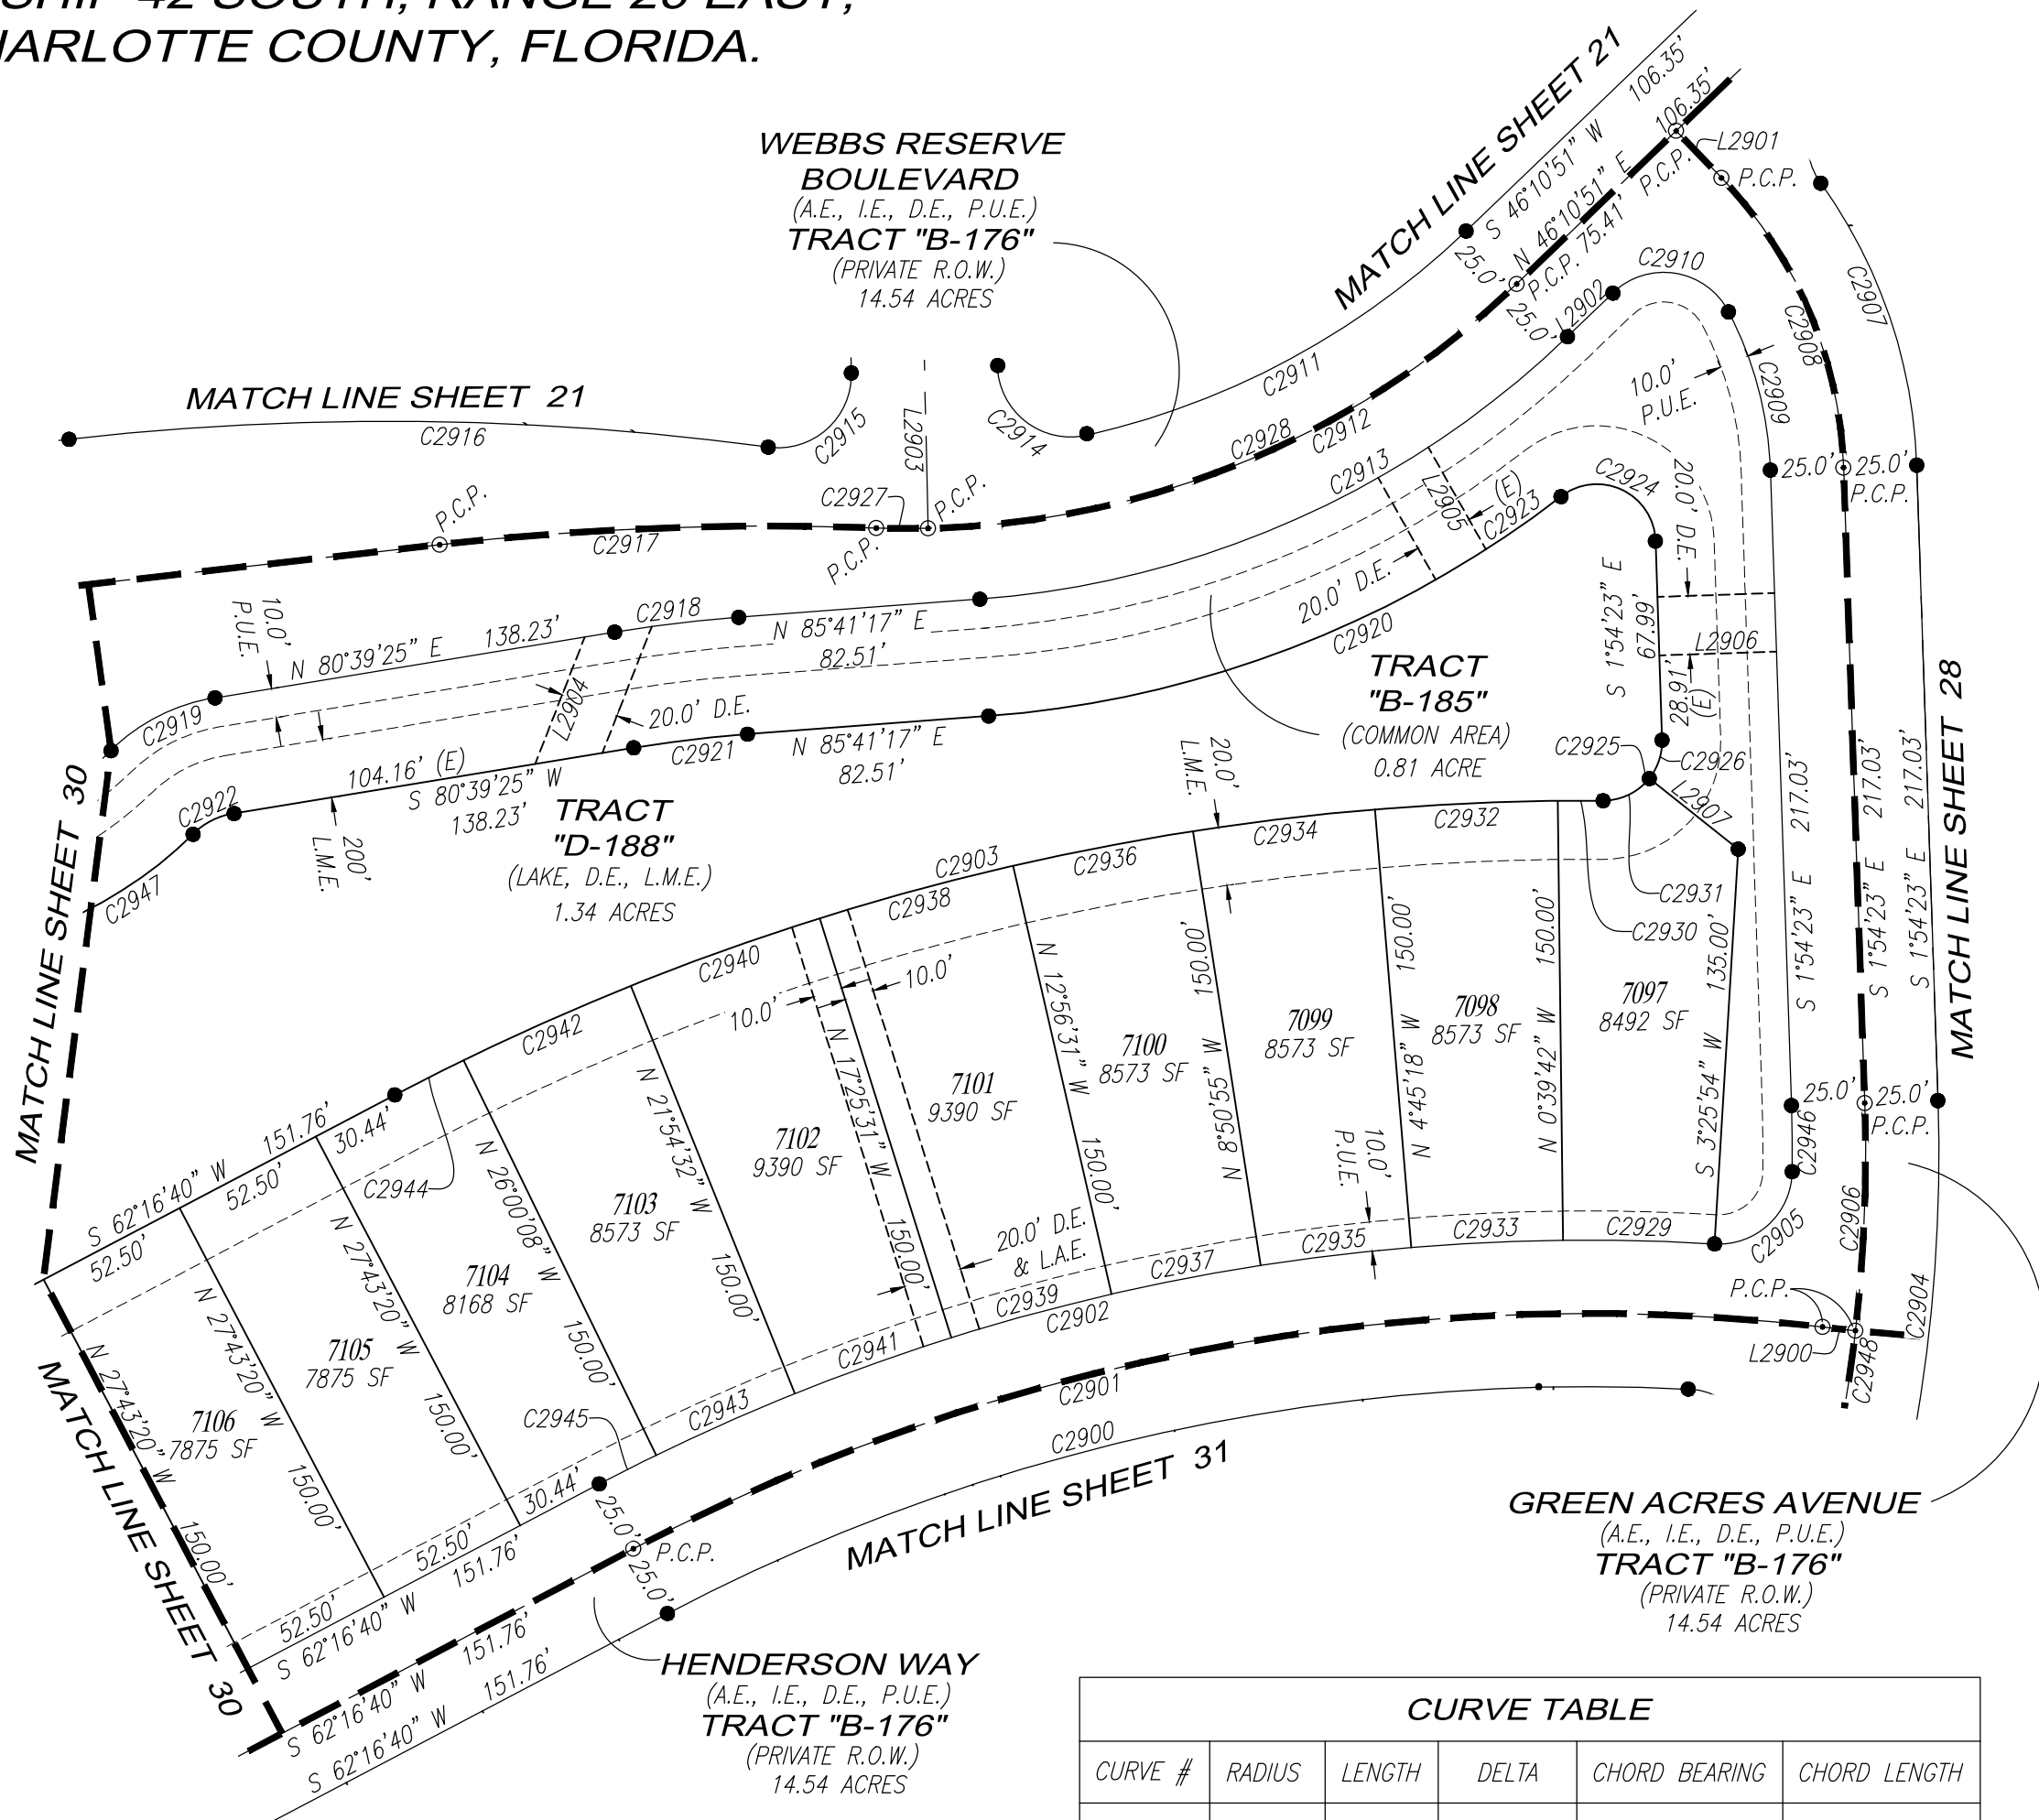 SHIP 42 SOUTH, RANGE 20 EAST,
HARLOTTE COUNTY, FLORIDA.
MATCH LINE SHEET 21
106.35'
S 46°10'51" W
106.35'
N 46°10'51" E
75.41'
P.C.P.
P.C.P.
L2901
P.C.P.
25.0'
25.0'
L2902
C2910
C2907
C2908
C2909
10.0'
P.U.E.
WEBBS RESERVE
BOULEVARD
(A.E., I.E., D.E., P.U.E.)
TRACT "B-176"
(PRIVATE R.O.W.)
14.54 ACRES
MATCH LINE SHEET 21
C2916
C2915
L2903
C2914
C2911
C2928
C2912
C2913
C2927
P.C.P.
P.C.P.
P.C.P.
C2917
L2905
(E)
C2923
C2924
20.0' D.E.
25.0'
25.0'
P.C.P.
10.0'
P.U.E.
N 80°39'25" E
138.23'
C2918
N 85°41'17" E
82.51'
20.0' D.E.
C2920
S 1°54'23" E
67.99'
L2906
28.91'
(E)
C2919
L2904
20.0' D.E.
C2921
N 85°41'17" E
82.51'
TRACT
"B-185"
(COMMON AREA)
0.81 ACRE
C2925
C2926
L2907
C2922
104.16' (E)
S 80°39'25" W
138.23'
200'
L.M.E.
C2947
TRACT
"D-188"
(LAKE, D.E., L.M.E.)
1.34 ACRES
20.0'
L.M.E.
MATCH LINE SHEET 30
MATCH LINE SHEET 28
S 1°54'23" E 217.03'
S 1°54'23" E 217.03'
S 1°54'23" E 217.03'
C2903
C2936
C2934
C2932
C2931
C2930
C2938
C2940
C2942
C2944
10.0'
10.0'
N 12°56'31" W
150.00'
N 8°50'55" W
150.00'
N 4°45'18" W
150.00'
N 0°39'42" W
150.00'
S 3°25'54" W
135.00'
7097
8492 SF
7098
8573 SF
7099
8573 SF
7100
8573 SF
7101
9390 SF
7102
9390 SF
7103
8573 SF
7104
8168 SF
7105
7875 SF
7106
7875 SF
N 17°25'31" W
150.00'
N 21°54'32" W
150.00'
N 26°00'08" W
150.00'
N 27°43'20" W
150.00'
N 27°43'20" W
150.00'
N 27°43'20" W
150.00'
S 62°16'40" W
151.76'
30.44'
52.50'
52.50'
20.0' D.E.
& L.A.E.
10.0'
P.U.E.
25.0'
25.0'
P.C.P.
C2946
C2905
C2906
C2904
C2929
C2933
C2935
C2937
C2939
C2902
C2941
C2943
C2945
P.C.P.
L2900
C2948
C2901
C2900
MATCH LINE SHEET 31
30.44'
52.50'
151.76'
52.50'
S 62°16'40" W
25.0'
P.C.P.
25.0'
S 62°16'40" W
151.76'
S 62°16'40" W
151.76'
MATCH LINE SHEET 30
HENDERSON WAY
(A.E., I.E., D.E., P.U.E.)
TRACT "B-176"
(PRIVATE R.O.W.)
14.54 ACRES
GREEN ACRES AVENUE
(A.E., I.E., D.E., P.U.E.)
TRACT "B-176"
(PRIVATE R.O.W.)
14.54 ACRES
CURVE TABLE
CURVE # RADIUS LENGTH DELTA CHORD BEARING CHORD LENGTH